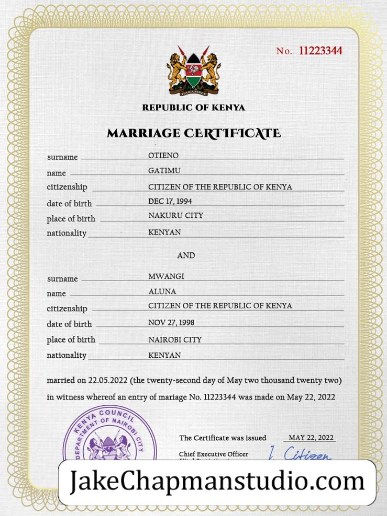 No. 11223344
REPUBLIC OF KENYA
MARRIAGE CERTIFICATE
surname OTIENO
name GATIMU
citizenship CITIZEN OF THE REPUBLIC OF KENYA
date of birth DEC 17, 1994
place of birth NAKURU CITY
nationality KENYAN
AND
surname MWANGI
name ALUNA
citizenship CITIZEN OF THE REPUBLIC OF KENYA
date of birth NOV 27, 1998
place of birth NAIROBI CITY
nationality KENYAN
married on 22.05.2022 (the twenty-second day of May two thousand twenty two)
in witness whereof an entry of mariage No. 11223344 was made on May 22, 2022
KENYA COUNCIL
DEPARTMENT OF NAIROBI CITY
The Certificate was issued MAY 22, 2022
Chief Executive Officer J. Citizen
JakeChapmanstudio.com